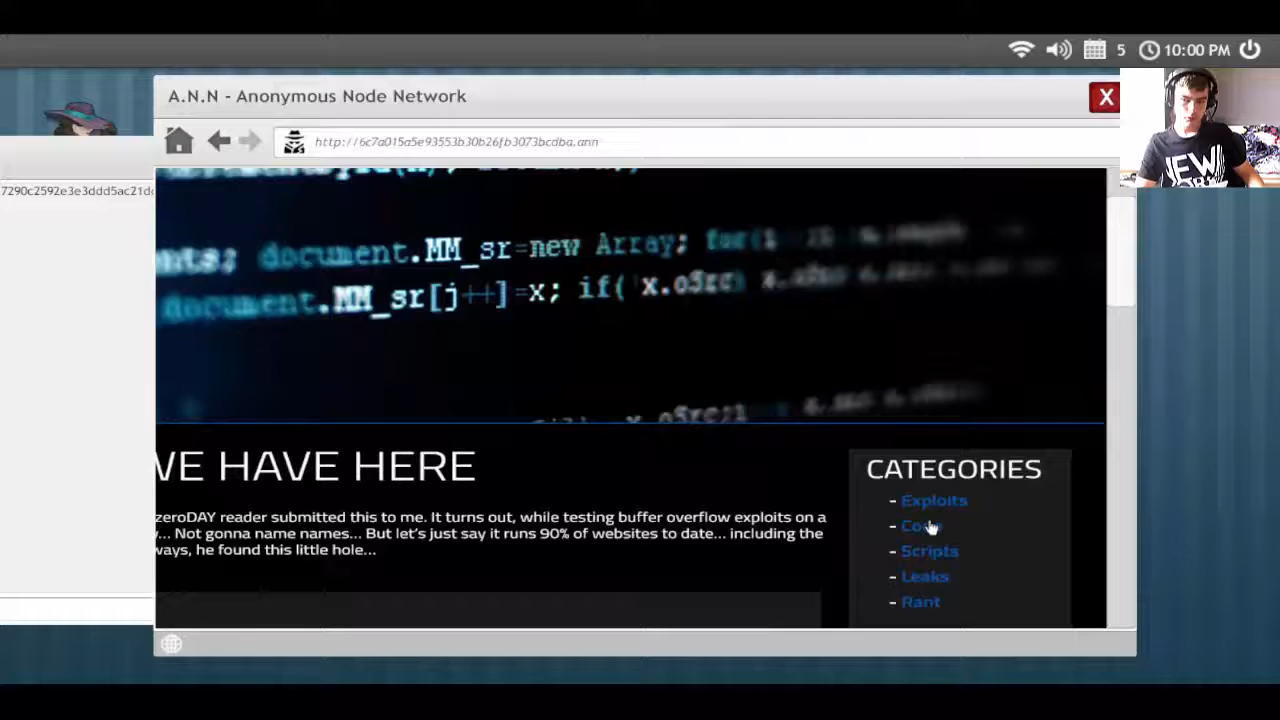 5 10:00 PM
A.N.N - Anonymous Node Network
X
http://6c7a015a5e93553b30b26fb3073bcdba.ann
7290c2592e3e3ddd5ac21d
document.MM_sr=new Array; for(
document.MM_sr[j++]=x; if( x.oSrc)
x.oSrc;
WE HAVE HERE
zeroDAY reader submitted this to me. It turns out, while testing buffer overflow exploits on a
... Not gonna name names... But let's just say it runs 90% of websites to date... including the
ways, he found this little hole...
CATEGORIES
- Exploits
- Code
- Scripts
- Leaks
- Rant